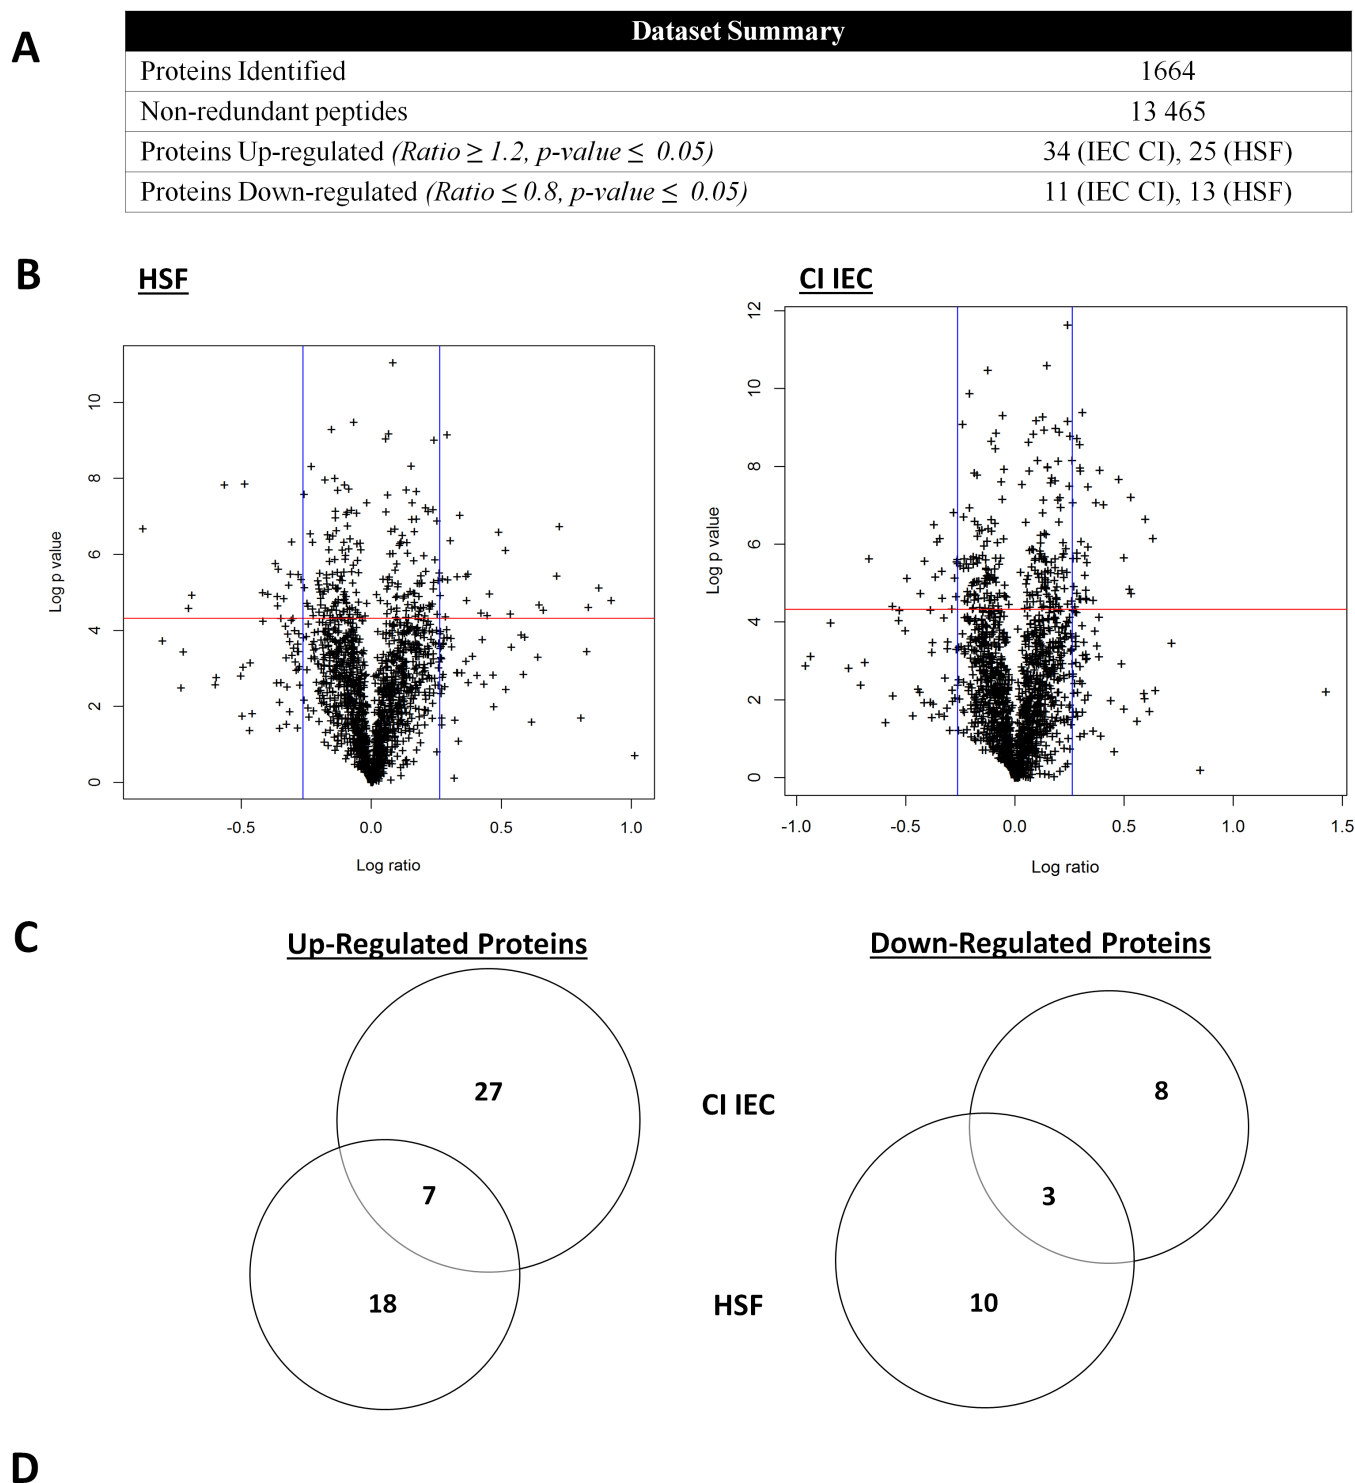 A
Dataset Summary
Proteins Identified 1664
Non-redundant peptides 13 465
Proteins Up-regulated (Ratio ≥ 1.2, p-value ≤ 0.05) 34 (IEC CI), 25 (HSF)
Proteins Down-regulated (Ratio ≤ 0.8, p-value ≤ 0.05) 11 (IEC CI), 13 (HSF)
B
HSF
Log p value
10
8
6
4
2
0
-0.5 0.0 0.5 1.0
Log ratio
CI IEC
Log p value
12
10
8
6
4
2
0
-1.0 -0.5 0.0 0.5 1.0 1.5
Log ratio
C
Up-Regulated Proteins
Down-Regulated Proteins
27
CI IEC
8
7
3
18
HSF
10
D